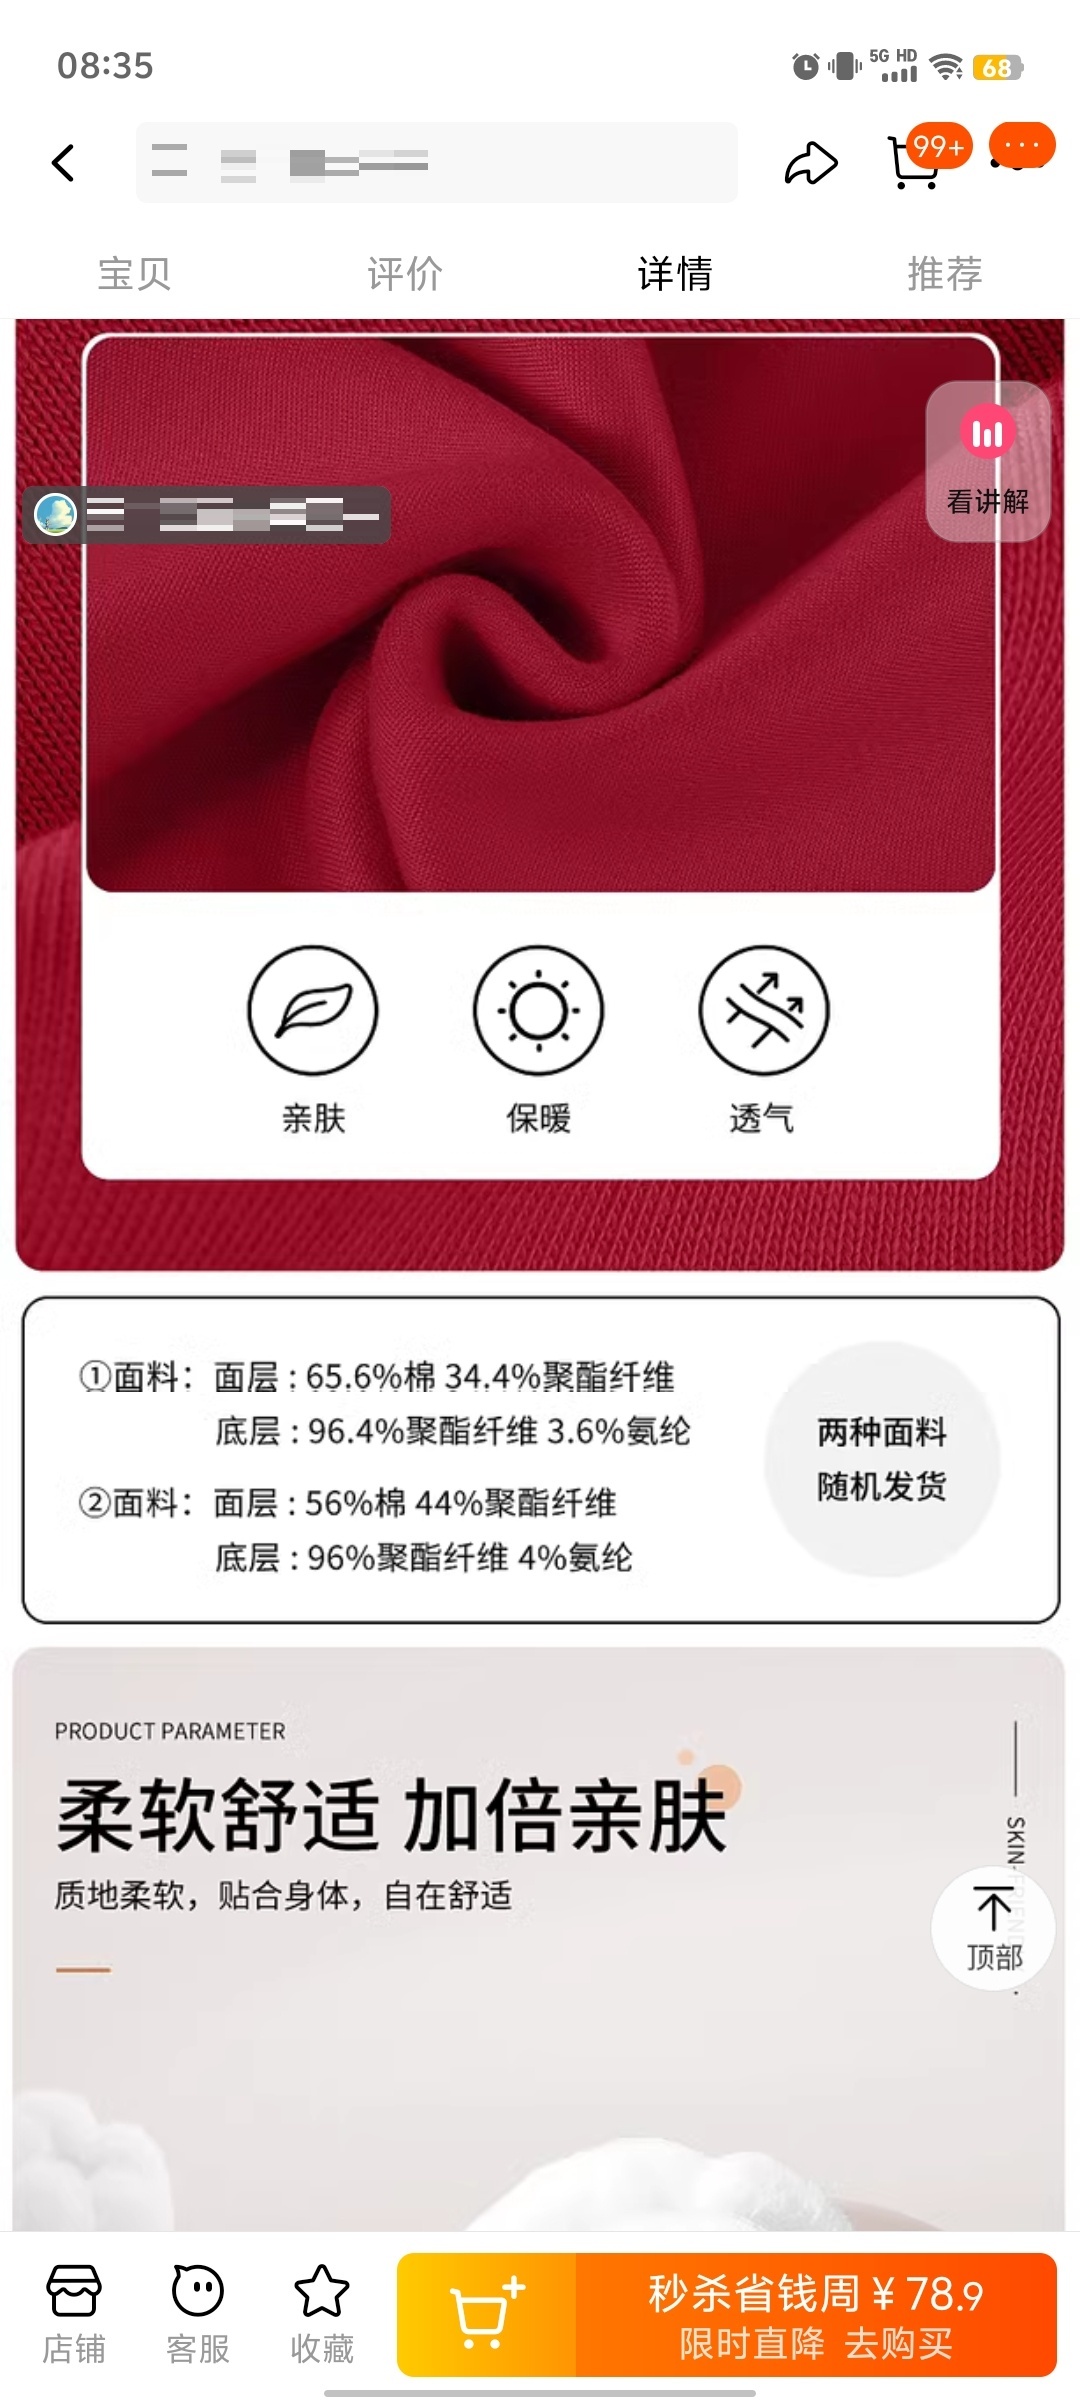 08:35
5G HD
68
99+
宝贝
评价
详情
推荐
看讲解
亲肤
保暖
透气
①面料：面层：65.6%棉 34.4%聚酯纤维
底层：96.4%聚酯纤维 3.6%氨纶
②面料：面层：56%棉 44%聚酯纤维
底层：96%聚酯纤维 4%氨纶
两种面料
随机发货
PRODUCT PARAMETER
柔软舒适 加倍亲肤
质地柔软，贴合身体，自在舒适
SKIN-FRIEND
顶部
店铺
客服
收藏
秒杀省钱周 ¥ 78.9
限时直降 去购买